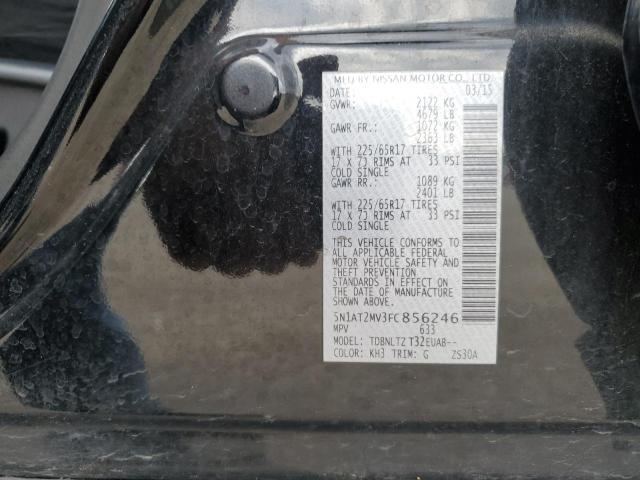 MFD BY NISSAN MOTOR CO., LTD.
DATE: 03/15
GVWR: 2122 KG
4679 LB
GAWR FR.: 1072 KG
2363 LB
WITH 225/65R17 TIRES
17 X 7J RIMS AT 33 PSI
COLD SINGLE
GAWR RR.: 1089 KG
2401 LB
WITH 225/65R17 TIRES
17 X 7J RIMS AT 33 PSI
COLD SINGLE
THIS VEHICLE CONFORMS TO
ALL APPLICABLE FEDERAL
MOTOR VEHICLE SAFETY AND
THEFT PREVENTION
STANDARDS IN EFFECT ON
THE DATE OF MANUFACTURE
SHOWN ABOVE.
5N1AT2MV3FC856246
MPV 633
MODEL: TDBNLTZ T32EUAB--
COLOR: KH3 TRIM: G ZS30A